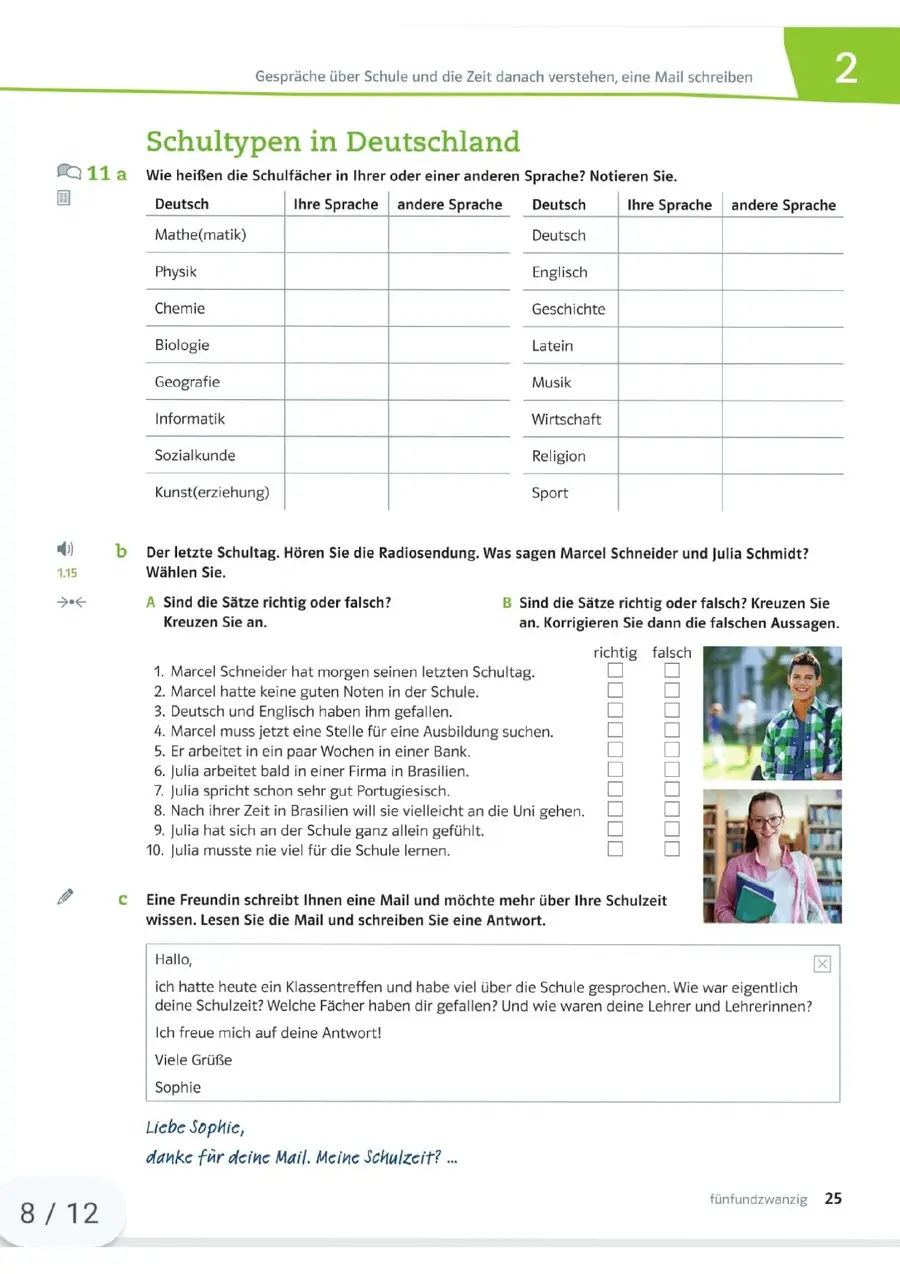 Gespräche über Schule und die Zeit danach verstehen, eine Mail schreiben
2
Schultypen in Deutschland
11 a Wie heißen die Schulfächer in Ihrer oder einer anderen Sprache? Notieren Sie.
Deutsch Ihre Sprache andere Sprache Deutsch Ihre Sprache andere Sprache
Mathe(matik) Deutsch
Physik Englisch
Chemie Geschichte
Biologie Latein
Geografie Musik
Informatik Wirtschaft
Sozialkunde Religion
Kunst(erziehung) Sport
b Der letzte Schultag. Hören Sie die Radiosendung. Was sagen Marcel Schneider und Julia Schmidt?
1.15 Wählen Sie.
A Sind die Sätze richtig oder falsch?
Kreuzen Sie an.
B Sind die Sätze richtig oder falsch? Kreuzen Sie
an. Korrigieren Sie dann die falschen Aussagen.
richtig falsch
1. Marcel Schneider hat morgen seinen letzten Schultag.
2. Marcel hatte keine guten Noten in der Schule.
3. Deutsch und Englisch haben ihm gefallen.
4. Marcel muss jetzt eine Stelle für eine Ausbildung suchen.
5. Er arbeitet in ein paar Wochen in einer Bank.
6. Julia arbeitet bald in einer Firma in Brasilien.
7. Julia spricht schon sehr gut Portugiesisch.
8. Nach ihrer Zeit in Brasilien will sie vielleicht an die Uni gehen.
9. Julia hat sich an der Schule ganz allein gefühlt.
10. Julia musste nie viel für die Schule lernen.
c Eine Freundin schreibt Ihnen eine Mail und möchte mehr über Ihre Schulzeit
wissen. Lesen Sie die Mail und schreiben Sie eine Antwort.
Hallo,
ich hatte heute ein Klassentreffen und habe viel über die Schule gesprochen. Wie war eigentlich
deine Schulzeit? Welche Fächer haben dir gefallen? Und wie waren deine Lehrer und Lehrerinnen?
Ich freue mich auf deine Antwort!
Viele Grüße
Sophie
Liebe Sophie,
danke für deine Mail. Meine Schulzeit? ...
fünfundzwanzig 25
8 / 12